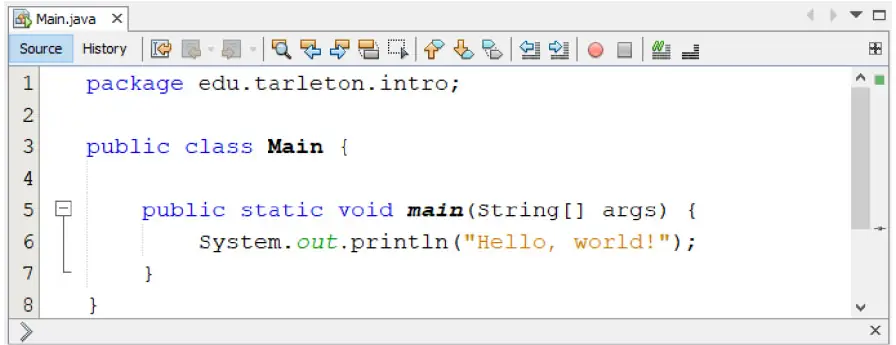 Main.java
Source History
1 package edu.tarleton.intro;
2
3 public class Main {
4
5 public static void main(String[] args) {
6 System.out.println("Hello, world!");
7 }
8 }